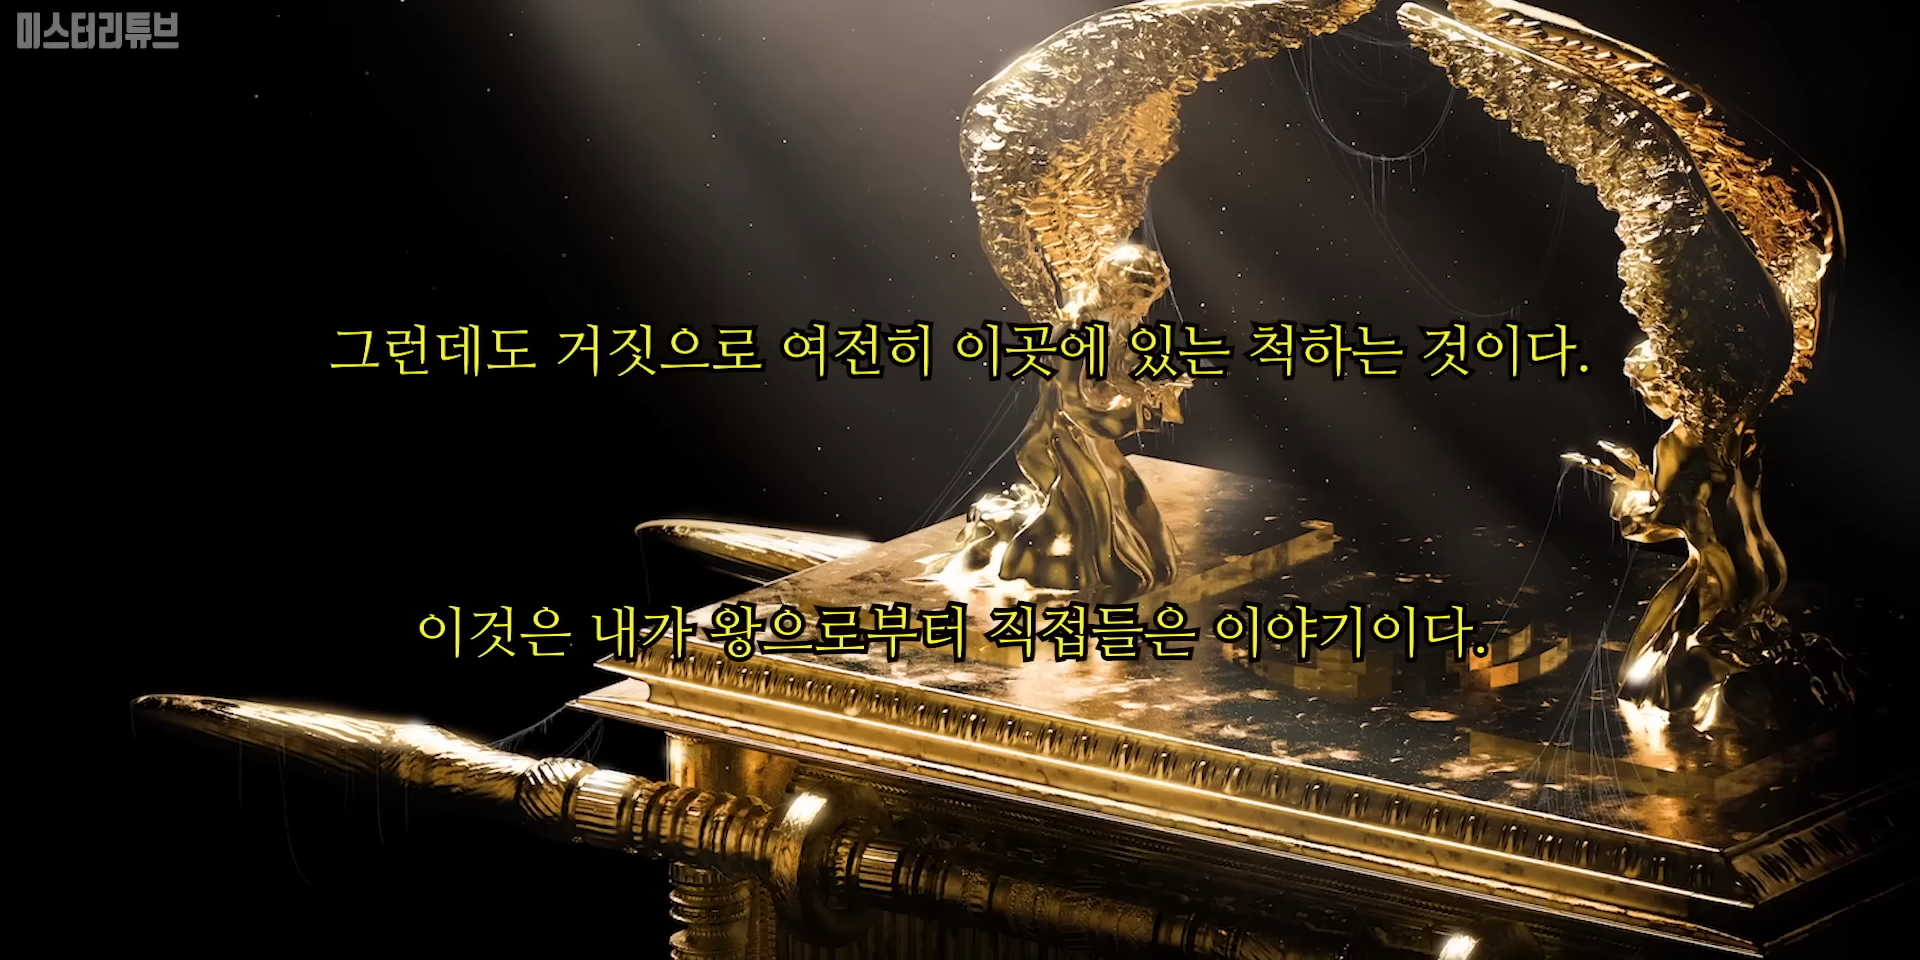 미스터리튜브
그런데도 거짓으로 여전히 이곳에 있는 척하는 것이다.
이것은 내가 왕으로부터 직접들은 이야기이다.